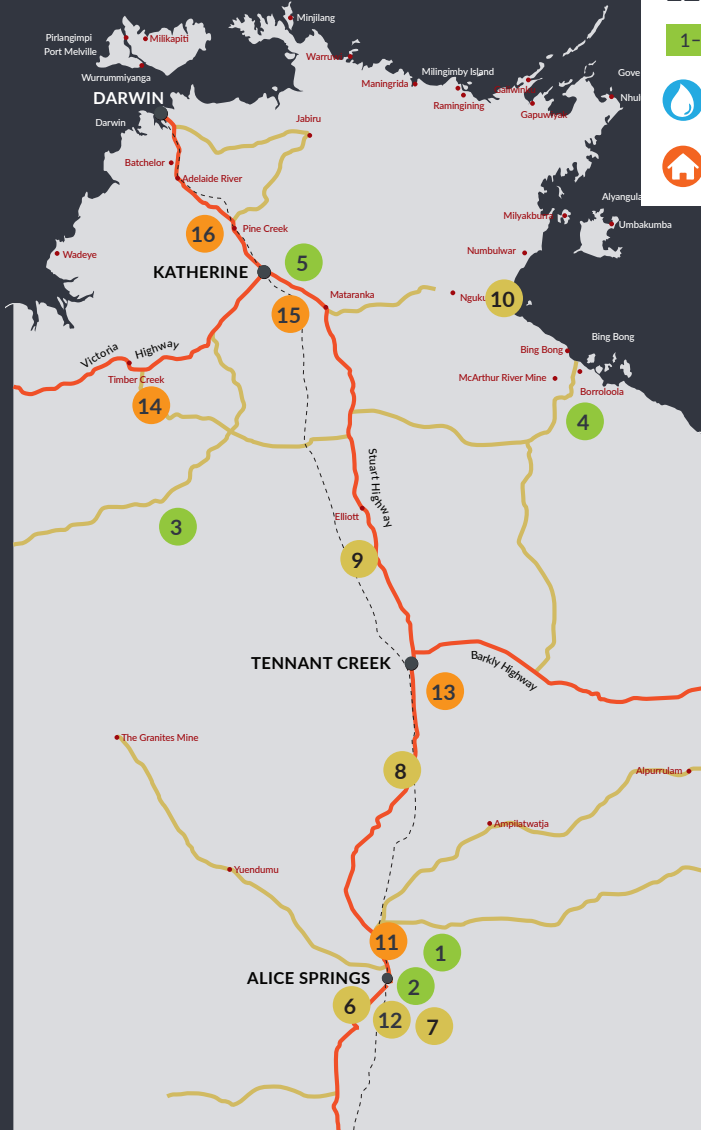 Minjilang
Pirlangimpi
Milikapiti
Port Melville
Warruwi
Wurrummiyanga
Maningrida
Milingimby Island
Galiwinku
Gove
1–
DARWIN
Ramingining
Gapuwiyak
Darwin
Jabiru
Batchelor
Adelaide River
Alyangula
Milyakburra
Umbakumba
Pine Creek
16
Wadeye
Numbulwar
KATHERINE
5
Mataranka
10
15
Victoria Highway
Bing Bong
Bing Bong
Timber Creek
McArthur River Mine
Borroloola
14
4
Stuart Highway
3
Elliott
9
TENNANT CREEK
Barkly Highway
13
The Granites Mine
8
Alpurrulam
Ampilatwatja
Yuendumu
11
1
ALICE SPRINGS
2
6
12
7